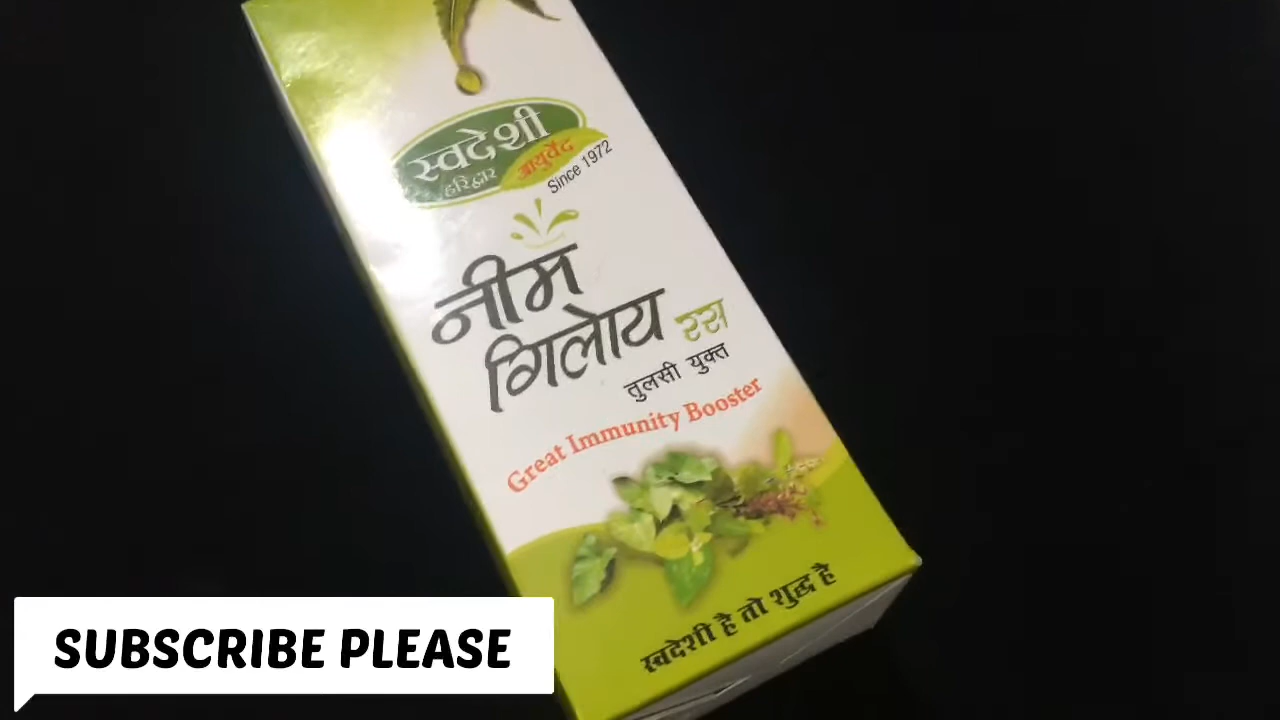 स्वदेशी
हरिद्वार आयुर्वेद
Since 1972
नीम
गिलोय रस
तुलसी युक्त
Great Immunity Booster
स्वदेशी है तो शुद्ध है
SUBSCRIBE PLEASE